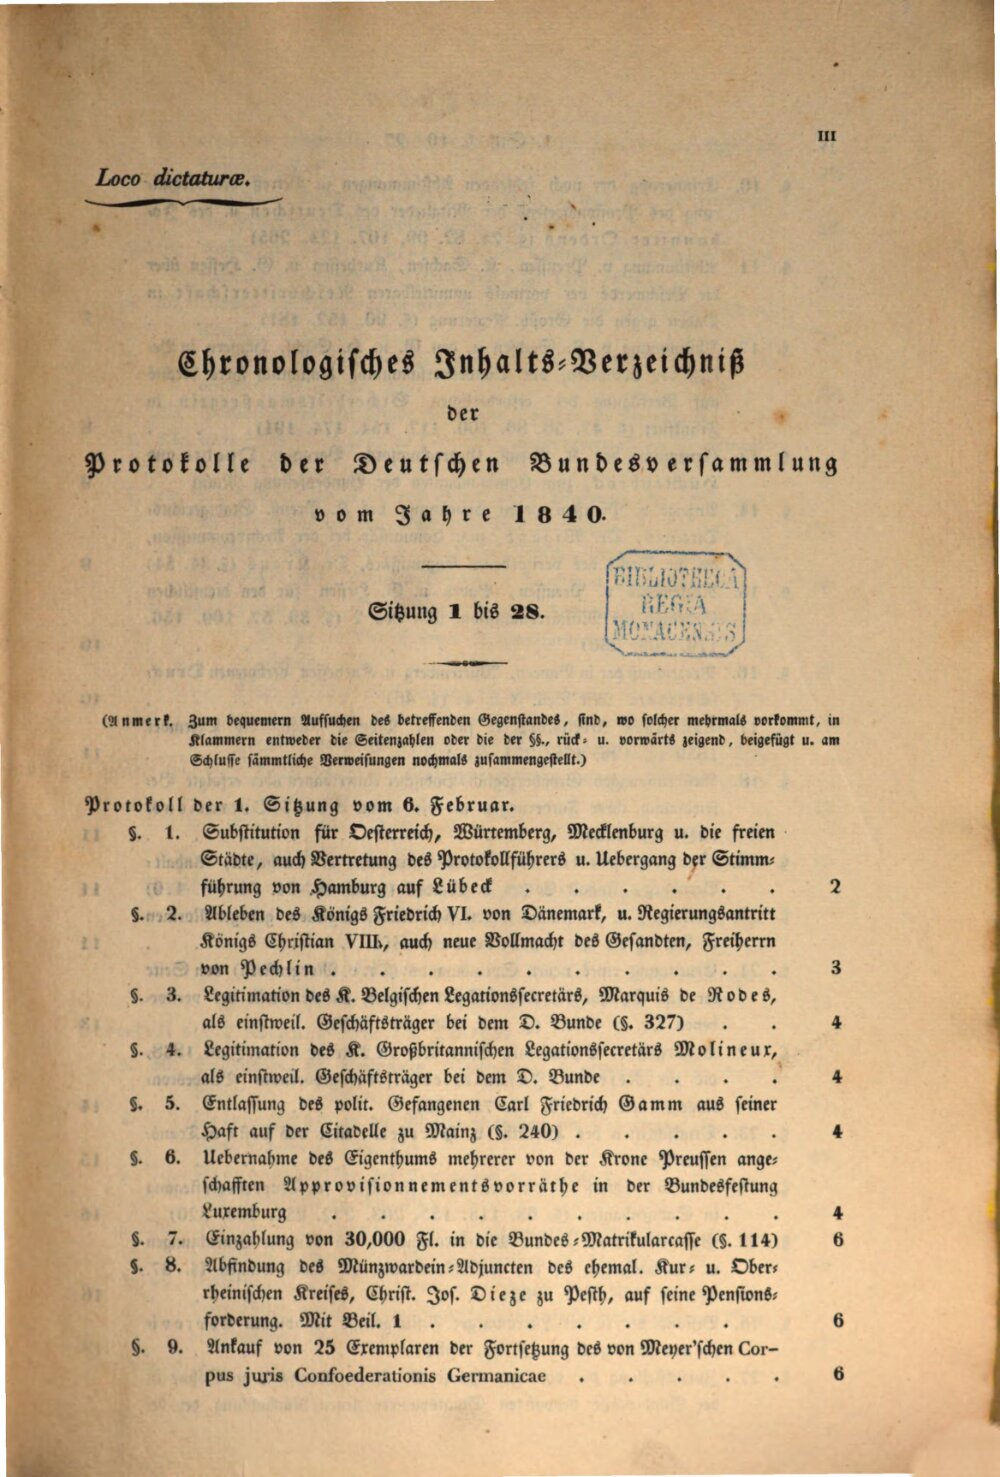 III
Loco dictaturæ.
Chronologisches Inhalts-Verzeichniß
der
Protokolle der Deutschen Bundesversammlung
vom Jahre 1840.
Sitzung 1 bis 28.
BIBLIOTHECA
REGIA
MONACENSIS
(Anmerk. Zum bequemern Aufsuchen des betreffenden Gegenstandes, sind, wo solcher mehrmals vorkommt, in
Klammern entweder die Seitenzahlen oder die der §§., rück- u. vorwärts zeigend, beigefügt u. am
Schlusse sämmtliche Verweisungen nochmals zusammengestellt.)
Protokoll der 1. Sitzung vom 6. Februar.
§. 1. Substitution für Oesterreich, Würtemberg, Mecklenburg u. die freien
Städte, auch Vertretung des Protokollführers u. Uebergang der Stimm-
führung von Hamburg auf Lübeck . . . . . . 2
§. 2. Ableben des Königs Friedrich VI. von Dänemark, u. Regierungsantritt
Königs Christian VIII., auch neue Vollmacht des Gesandten, Freiherrn
von Pechlin . . . . . . . . . . 3
§. 3. Legitimation des K. Belgischen Legationssecretärs, Marquis de Rodes,
als einstweil. Geschäftsträger bei dem D. Bunde (§. 327) . . 4
§. 4. Legitimation des K. Großbritannischen Legationssecretärs Molineux,
als einstweil. Geschäftsträger bei dem D. Bunde . . . . 4
§. 5. Entlassung des polit. Gefangenen Carl Friedrich Gamm aus seiner
Haft auf der Citadelle zu Mainz (§. 240) . . . . . 4
§. 6. Uebernahme des Eigenthums mehrerer von der Krone Preussen ange-
schafften Approvisionnementsvorräthe in der Bundesfestung
Luxemburg . . . . . . . . . . 4
§. 7. Einzahlung von 30,000 Fl. in die Bundes-Matrikularcasse (§. 114) 6
§. 8. Abfindung des Münzwardein-Adjuncten des ehemal. Kur- u. Ober-
rheinischen Kreises, Christ. Jos. Dieze zu Pesth, auf seine Pensions-
forderung. Mit Beil. 1 . . . . . . . 6
§. 9. Ankauf von 25 Exemplaren der Fortsetzung des von Meyer'schen Cor-
pus juris Confoederationis Germanicae . . . . . 6